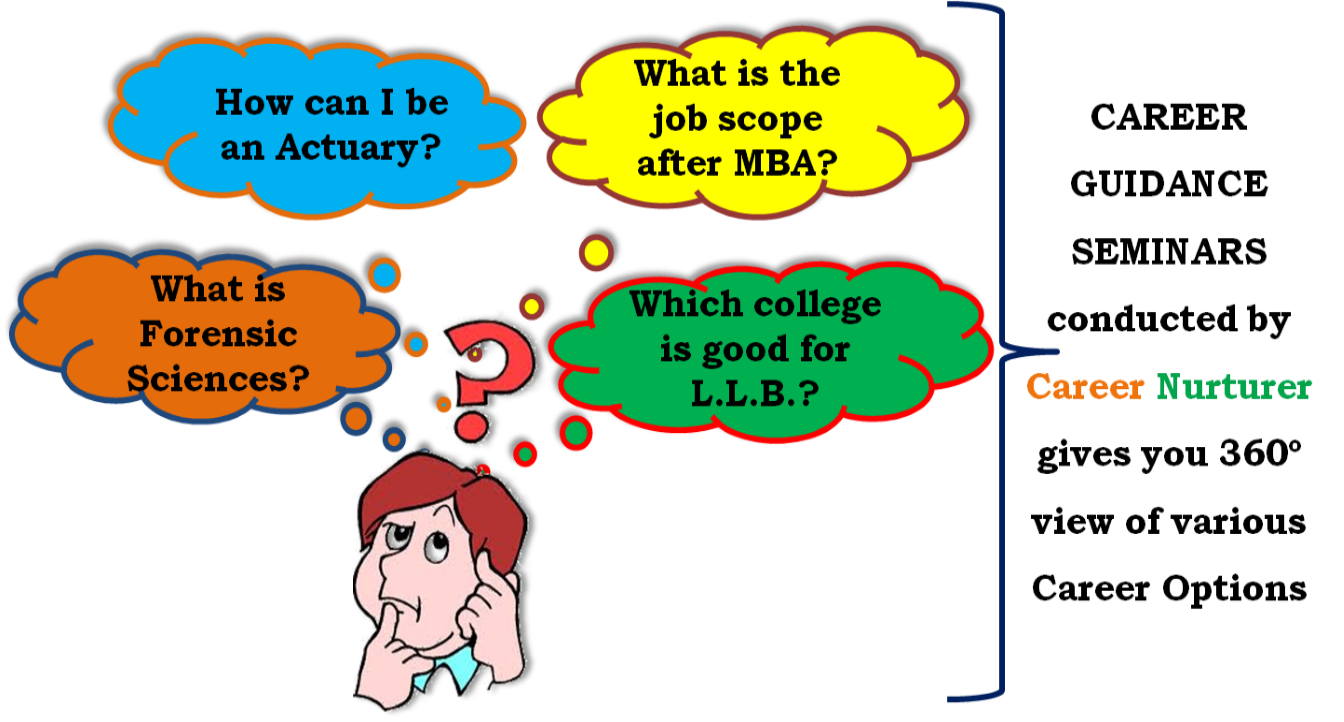 How can I be
an Actuary?
What is the
job scope
after MBA?
What is
Forensic
Sciences?
Which college
is good for
L.L.B.?
?
CAREER
GUIDANCE
SEMINARS
conducted by
Career Nurturer
gives you 360º
view of various
Career Options